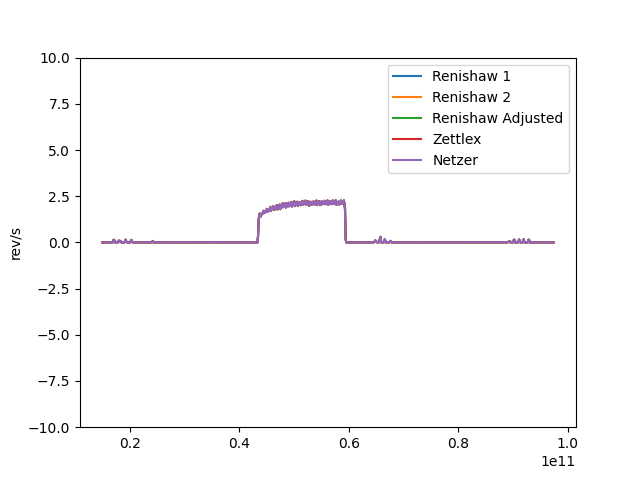 10.0
7.5
5.0
2.5
0.0
−2.5
−5.0
−7.5
−10.0
rev/s
Renishaw 1
Renishaw 2
Renishaw Adjusted
Zettlex
Netzer
0.2 0.4 0.6 0.8 1.0
1e11